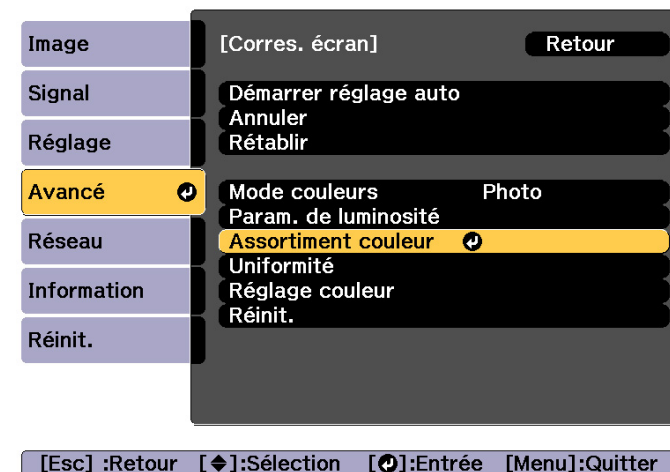 Image
Signal
Réglage
Avancé
Réseau
Information
Réinit.
[Corres. écran] Retour
Démarrer réglage auto
Annuler
Rétablir
Mode couleurs Photo
Param. de luminosité
Assortiment couleur
Uniformité
Réglage couleur
Réinit.
[Esc] :Retour [◆]:Sélection [↵]:Entrée [Menu]:Quitter